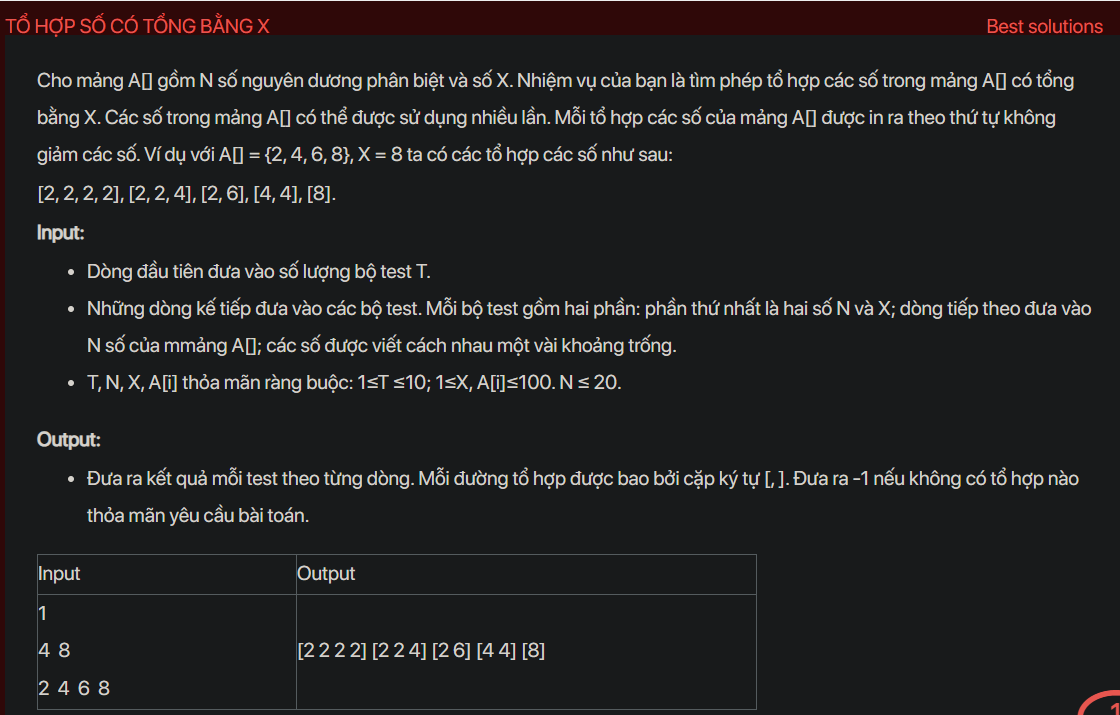 TỔ HỢP SỐ CÓ TỔNG BẰNG X
Best solutions
Cho mảng A[] gồm N số nguyên dương phân biệt và số X. Nhiệm vụ của bạn là tìm phép tổ hợp các số trong mảng A[] có tổng
bằng X. Các số trong mảng A[] có thể được sử dụng nhiều lần. Mỗi tổ hợp các số của mảng A[] được in ra theo thứ tự không
giảm các số. Ví dụ với A[] = {2, 4, 6, 8}, X = 8 ta có các tổ hợp các số như sau:
[2, 2, 2, 2], [2, 2, 4], [2, 6], [4, 4], [8].
Input:
• Dòng đầu tiên đưa vào số lượng bộ test T.
• Những dòng kế tiếp đưa vào các bộ test. Mỗi bộ test gồm hai phần: phần thứ nhất là hai số N và X; dòng tiếp theo đưa vào
N số của mmảng A[]; các số được viết cách nhau một vài khoảng trống.
• T, N, X, A[i] thỏa mãn ràng buộc: 1≤T ≤10; 1≤X, A[i]≤100. N ≤ 20.
Output:
• Đưa ra kết quả mỗi test theo từng dòng. Mỗi đường tổ hợp được bao bởi cặp ký tự [, ]. Đưa ra -1 nếu không có tổ hợp nào
thỏa mãn yêu cầu bài toán.
Input
Output
1
4 8
2 4 6 8
[2 2 2 2] [2 2 4] [2 6] [4 4] [8]